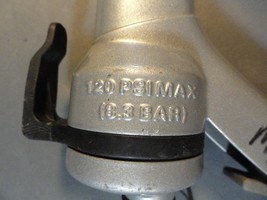 120 PSI MAX
(8.3 BAR)